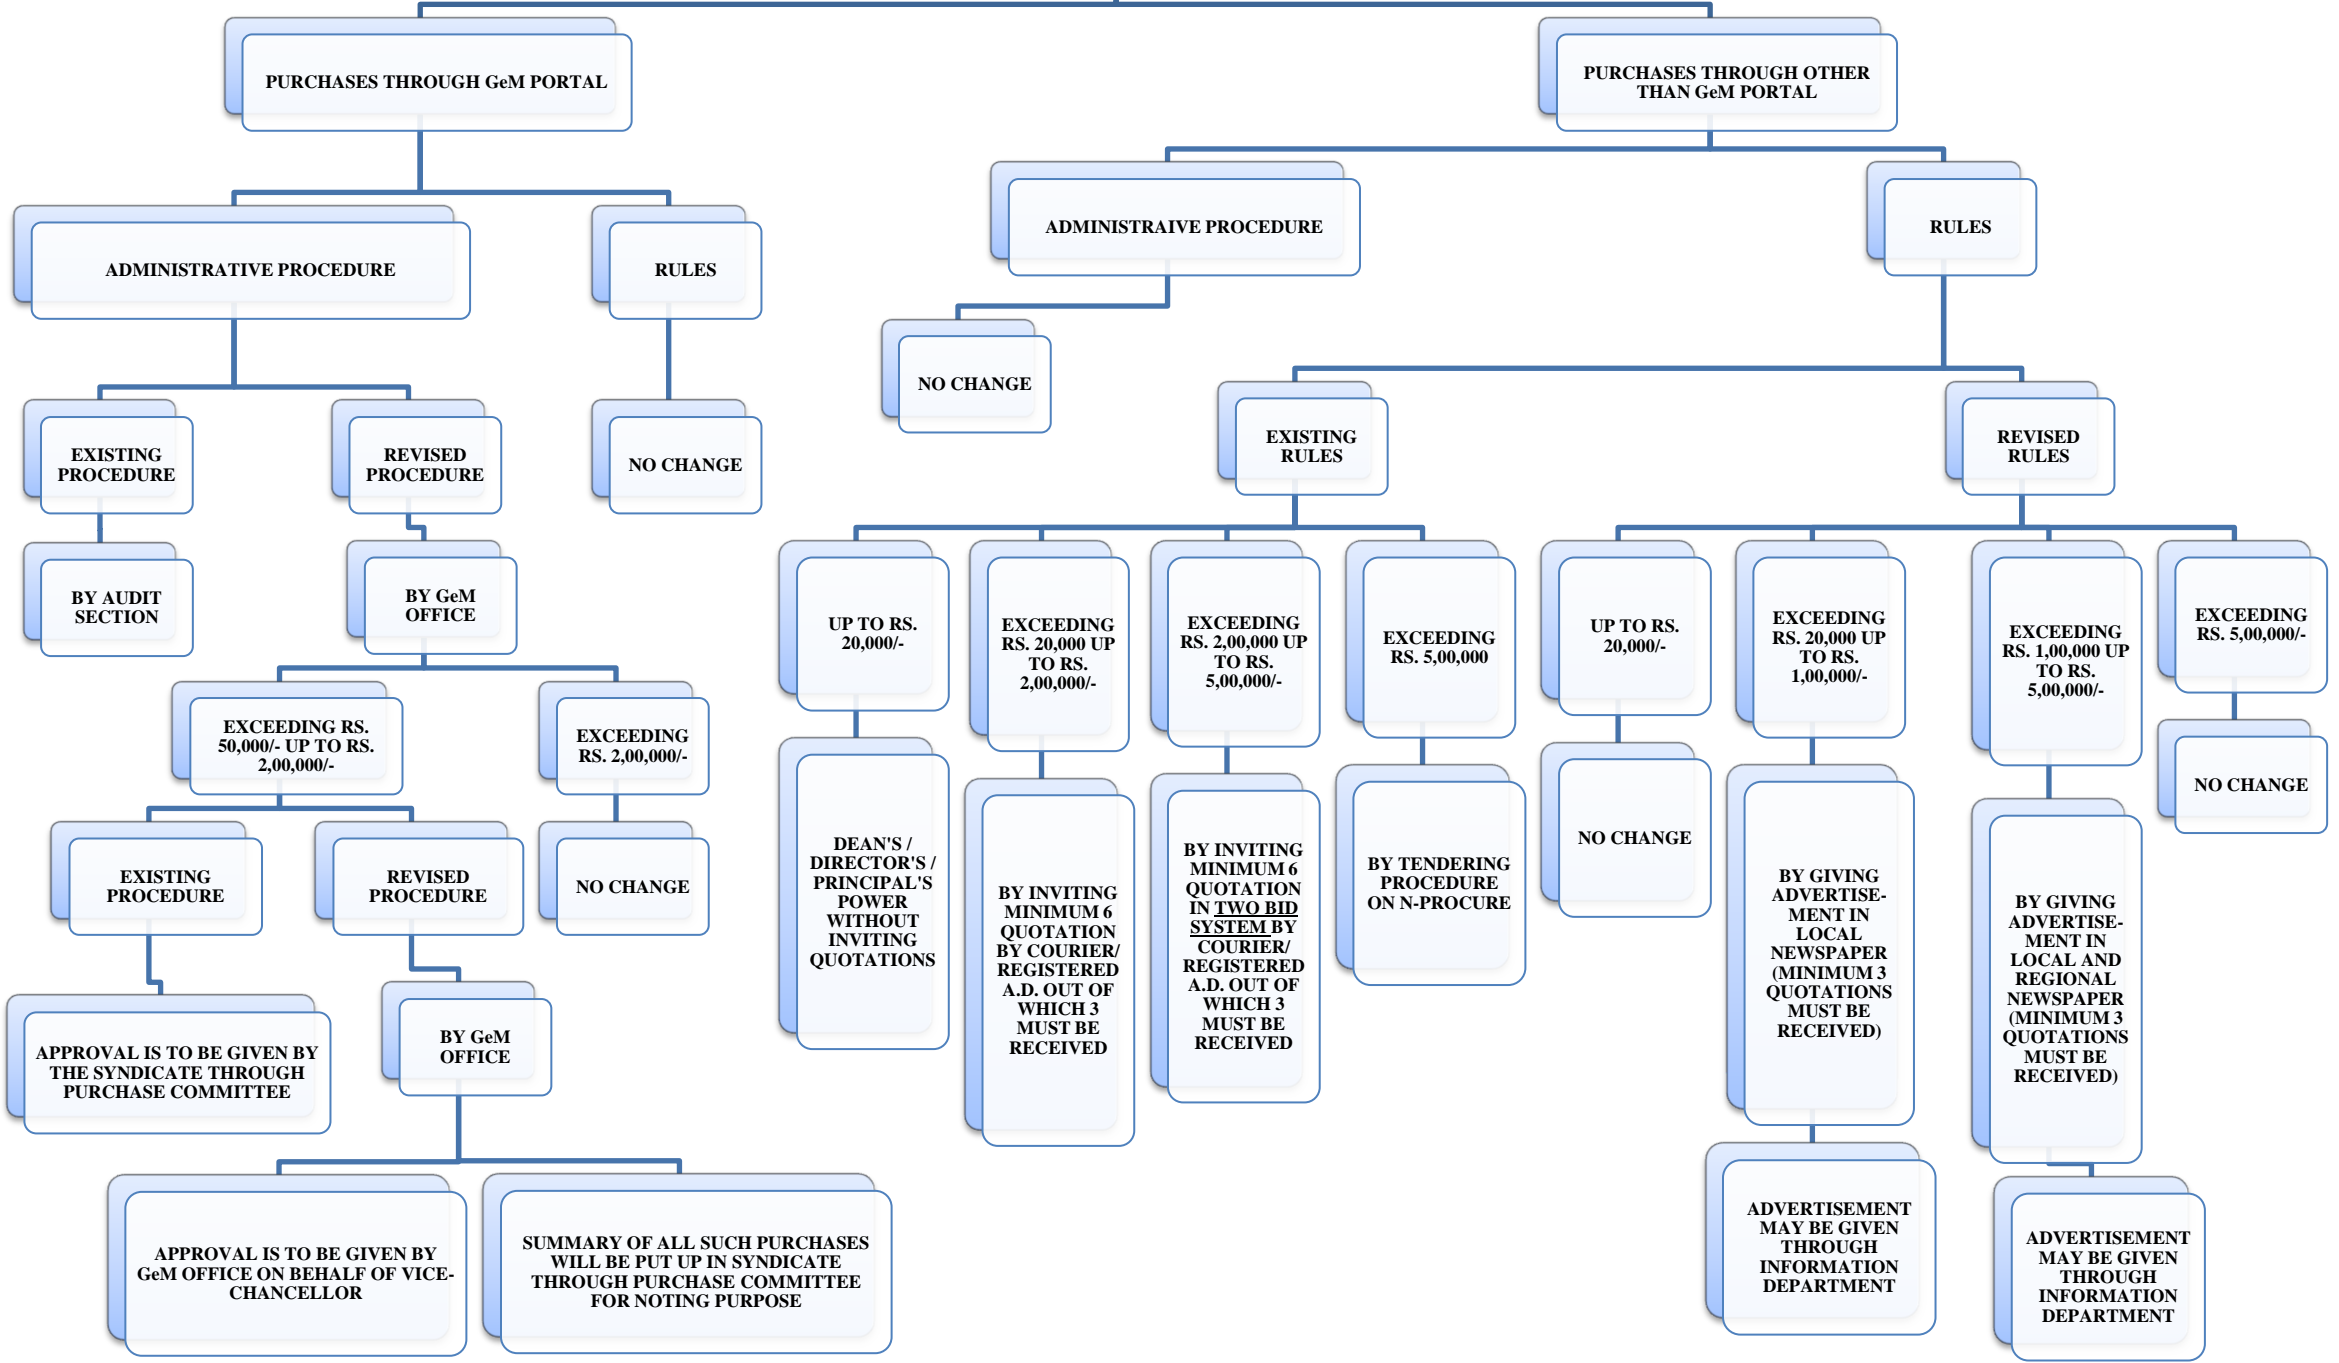 PURCHASES THROUGH GeM PORTAL
PURCHASES THROUGH OTHER
THAN GeM PORTAL
ADMINISTRATIVE PROCEDURE
RULES
ADMINISTRAIVE PROCEDURE
RULES
NO CHANGE
EXISTING
PROCEDURE
REVISED
PROCEDURE
NO CHANGE
EXISTING
RULES
REVISED
RULES
BY AUDIT
SECTION
BY GeM
OFFICE
UP TO RS.
20,000/-
EXCEEDING
RS. 20,000 UP
TO RS.
2,00,000/-
EXCEEDING
RS. 2,00,000 UP
TO RS.
5,00,000/-
EXCEEDING
RS. 5,00,000
UP TO RS.
20,000/-
EXCEEDING
RS. 20,000 UP
TO RS.
1,00,000/-
EXCEEDING
RS. 1,00,000 UP
TO RS.
5,00,000/-
EXCEEDING
RS. 5,00,000/-
EXCEEDING RS.
50,000/- UP TO RS.
2,00,000/-
EXCEEDING
RS. 2,00,000/-
EXISTING
PROCEDURE
REVISED
PROCEDURE
NO CHANGE
DEAN'S /
DIRECTOR'S /
PRINCIPAL'S
POWER
WITHOUT
INVITING
QUOTATIONS
BY INVITING
MINIMUM 6
QUOTATION
BY COURIER/
REGISTERED
A.D. OUT OF
WHICH 3
MUST BE
RECEIVED
BY INVITING
MINIMUM 6
QUOTATION
IN TWO BID
SYSTEM BY
COURIER/
REGISTERED
A.D. OUT OF
WHICH 3
MUST BE
RECEIVED
BY TENDERING
PROCEDURE
ON N-PROCURE
NO CHANGE
BY GIVING
ADVERTISE-
MENT IN
LOCAL
NEWSPAPER
(MINIMUM 3
QUOTATIONS
MUST BE
RECEIVED)
BY GIVING
ADVERTISE-
MENT IN
LOCAL AND
REGIONAL
NEWSPAPER
(MINIMUM 3
QUOTATIONS
MUST BE
RECEIVED)
NO CHANGE
APPROVAL IS TO BE GIVEN BY
THE SYNDICATE THROUGH
PURCHASE COMMITTEE
BY GeM
OFFICE
APPROVAL IS TO BE GIVEN BY
GeM OFFICE ON BEHALF OF VICE-
CHANCELLOR
SUMMARY OF ALL SUCH PURCHASES
WILL BE PUT UP IN SYNDICATE
THROUGH PURCHASE COMMITTEE
FOR NOTING PURPOSE
ADVERTISEMENT
MAY BE GIVEN
THROUGH
INFORMATION
DEPARTMENT
ADVERTISEMENT
MAY BE GIVEN
THROUGH
INFORMATION
DEPARTMENT